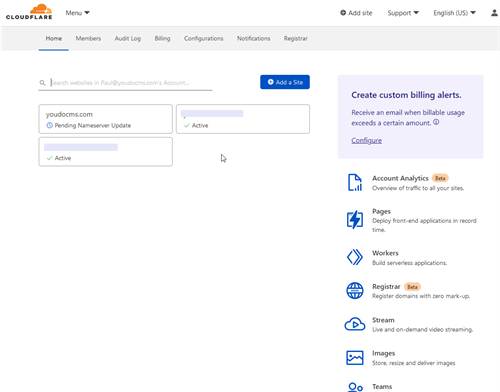 CLOUDFLARE
Menu
Add site
Support
English (US)
Home
Members
Audit Log
Billing
Configurations
Notifications
Registrar
Search websites in Paul@youdocms.com's Account...
Add a Site
youdocms.com
Pending Nameserver Update
Active
Active
Create custom billing alerts.
Receive an email when billable usage
exceeds a certain amount.
Configure
Account Analytics Beta
Overview of traffic to all your sites.
Pages
Deploy front-end applications in record
time.
Workers
Build serverless applications.
Registrar Beta
Register domains with zero mark-up.
Stream
Live and on-demand video streaming.
Images
Store, resize and deliver images
Teams